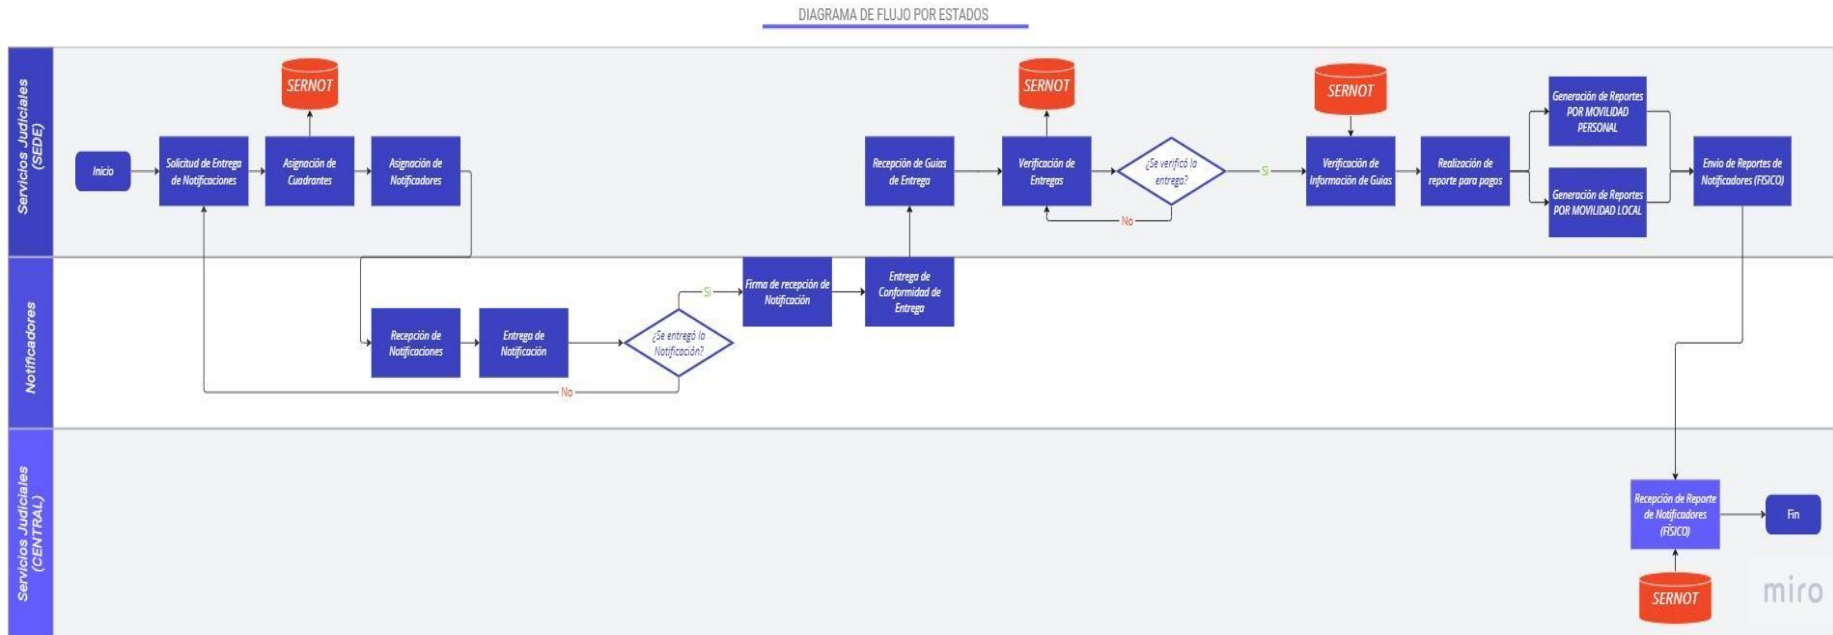 DIAGRAMA DE FLUJO POR ESTADOS
Servicios Judiciales
(SEDE)
SERNOT
Inicio
Solicitud de Entrega
de Notificaciones
Asignación de
Cuadrantes
Asignación de
Notificadores
Recepción de Guias
de Entrega
SERNOT
Verificación de
Entregas
¿Se verificó la
entrega?
Si
No
SERNOT
Verificación de
Información de Guias
Realización de
reporte para pagos
Generación de Reportes
POR MOVILIDAD
PERSONAL
Generación de Reportes
POR MOVILIDAD LOCAL
Envio de Reportes de
Notificadores (FISICO)
Notificadores
Recepción de
Notificaciones
Entrega de
Notificación
¿Se entregó la
Notificación?
Si
No
Firma de recepción de
Notificación
Entrega de
Conformidad de
Entrega
Servicios Judiciales
(CENTRAL)
Recepción de Reporte
de Notificadores
(FÍSICO)
Fin
SERNOT
miro